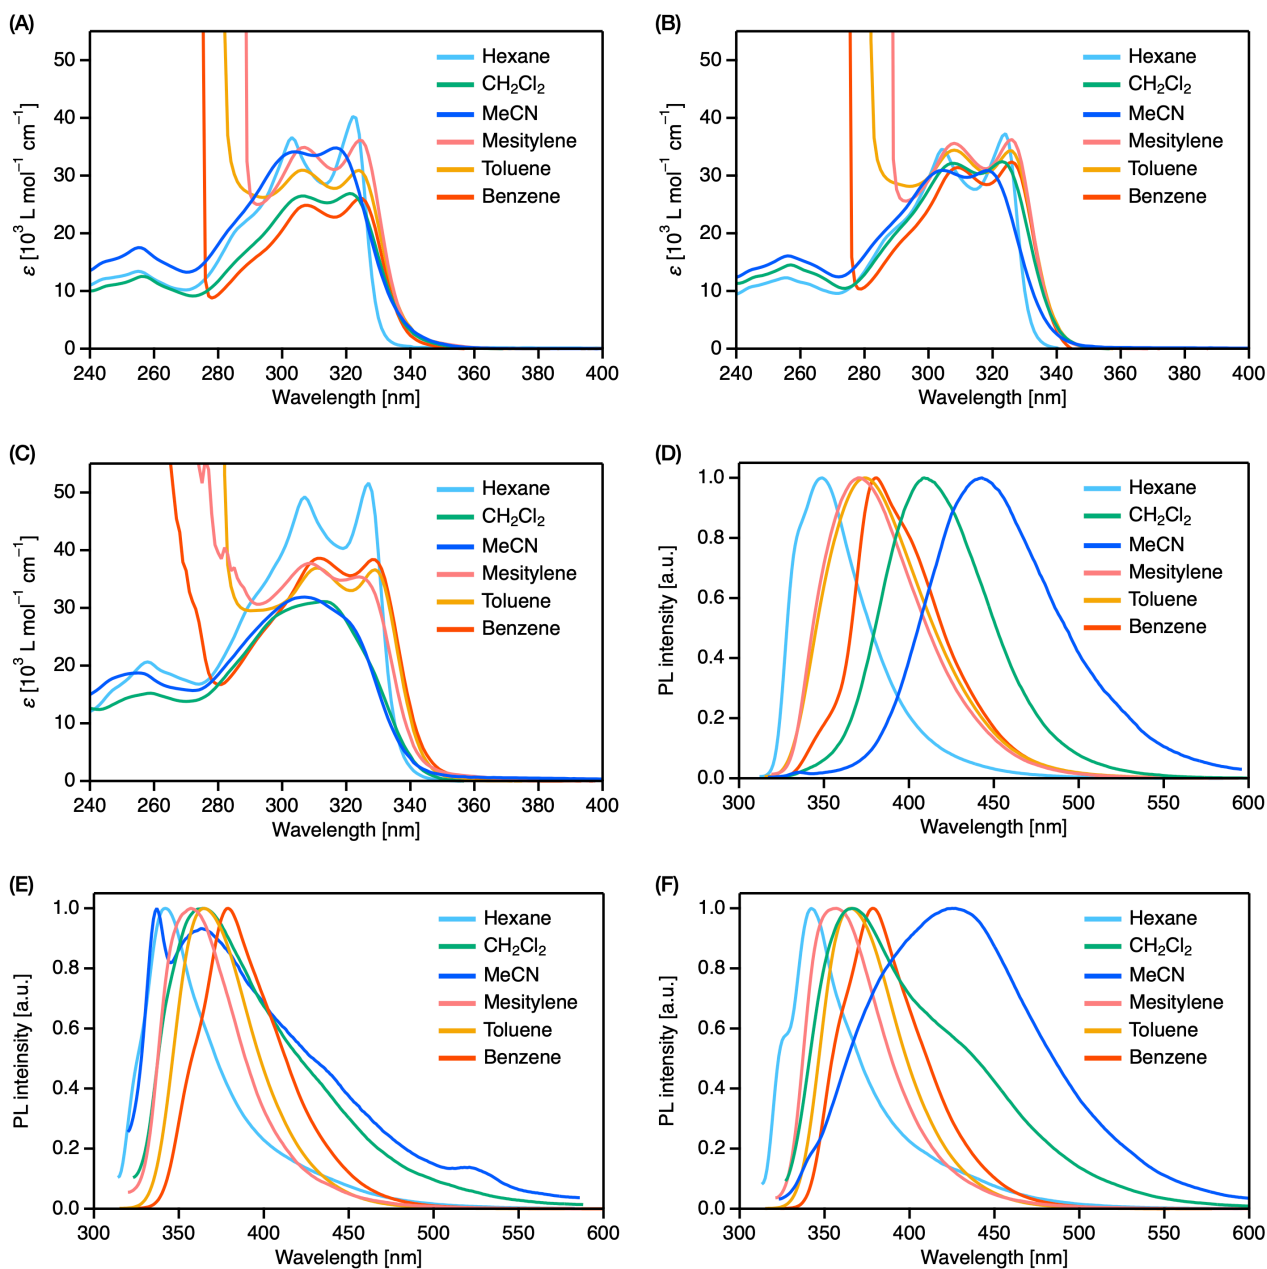 (A)
ε [10³ L mol⁻¹ cm⁻¹]
50
40
30
20
10
0
240 260 280 300 320 340 360 380 400
Wavelength [nm]
Hexane
CH₂Cl₂
MeCN
Mesitylene
Toluene
Benzene
(B)
ε [10³ L mol⁻¹ cm⁻¹]
50
40
30
20
10
0
240 260 280 300 320 340 360 380 400
Wavelength [nm]
Hexane
CH₂Cl₂
MeCN
Mesitylene
Toluene
Benzene
(C)
ε [10³ L mol⁻¹ cm⁻¹]
50
40
30
20
10
0
240 260 280 300 320 340 360 380 400
Wavelength [nm]
Hexane
CH₂Cl₂
MeCN
Mesitylene
Toluene
Benzene
(D)
PL intensity [a.u.]
1.0
0.8
0.6
0.4
0.2
0.0
300 350 400 450 500 550 600
Wavelength [nm]
Hexane
CH₂Cl₂
MeCN
Mesitylene
Toluene
Benzene
(E)
PL inteinsity [a.u.]
1.0
0.8
0.6
0.4
0.2
0.0
300 350 400 450 500 550 600
Wavelength [nm]
Hexane
CH₂Cl₂
MeCN
Mesitylene
Toluene
Benzene
(F)
PL intensity [a.u.]
1.0
0.8
0.6
0.4
0.2
0.0
300 350 400 450 500 550 600
Wavelength [nm]
Hexane
CH₂Cl₂
MeCN
Mesitylene
Toluene
Benzene